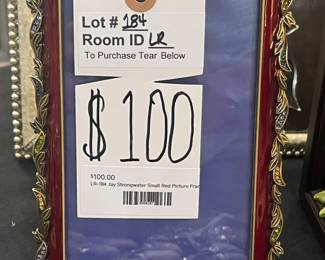 Lot # 184
Room ID LR
To Purchase Tear Below
$100
$100.00
LR-184 Jay Strongwater Small Red Picture Fram